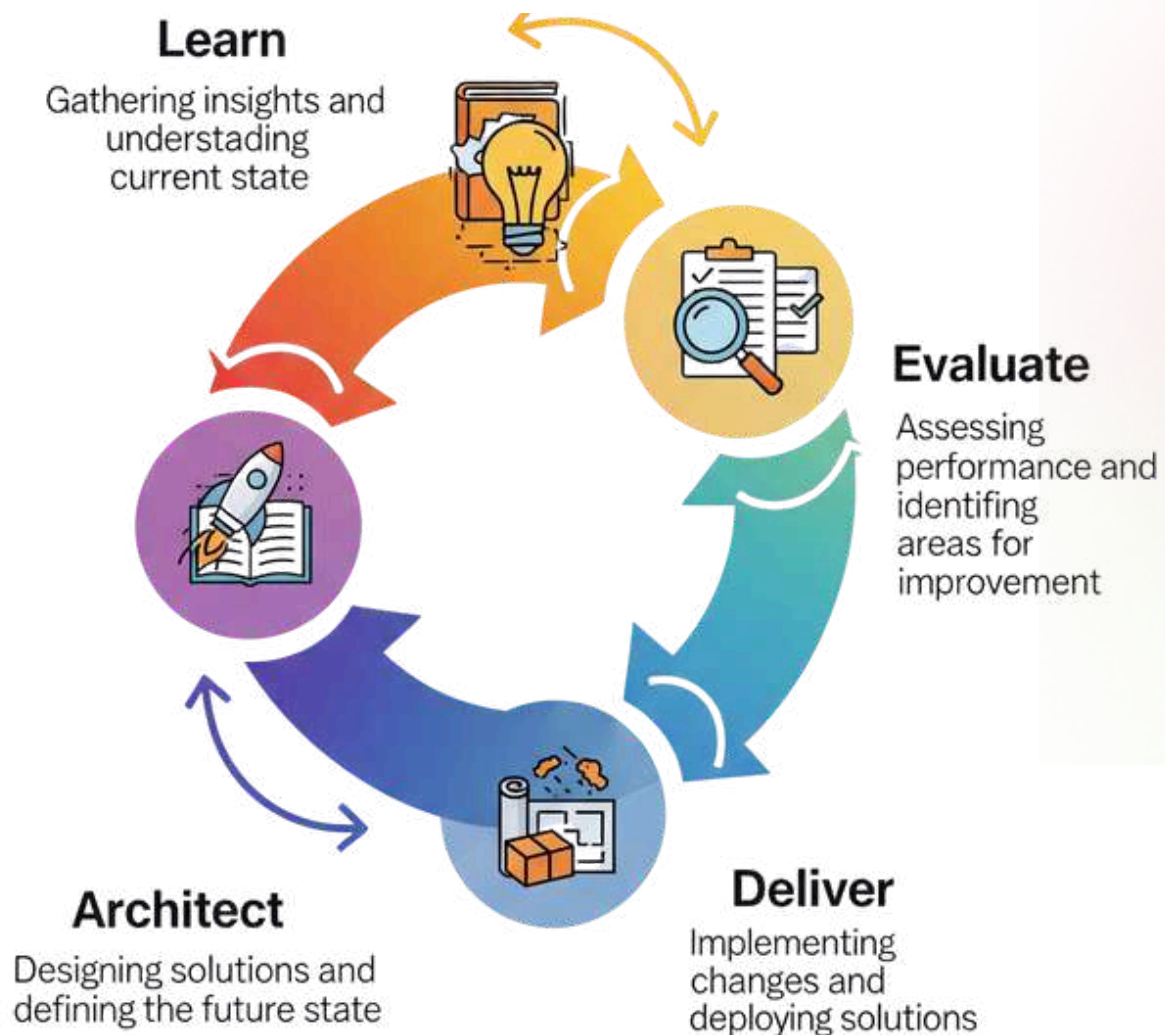 Learn
Gathering insights and
understading
current state
Evaluate
Assessing
performance and
identifing
areas for
improvement
Architect
Designing solutions and
defining the future state
Deliver
Implementing
changes and
deploying solutions